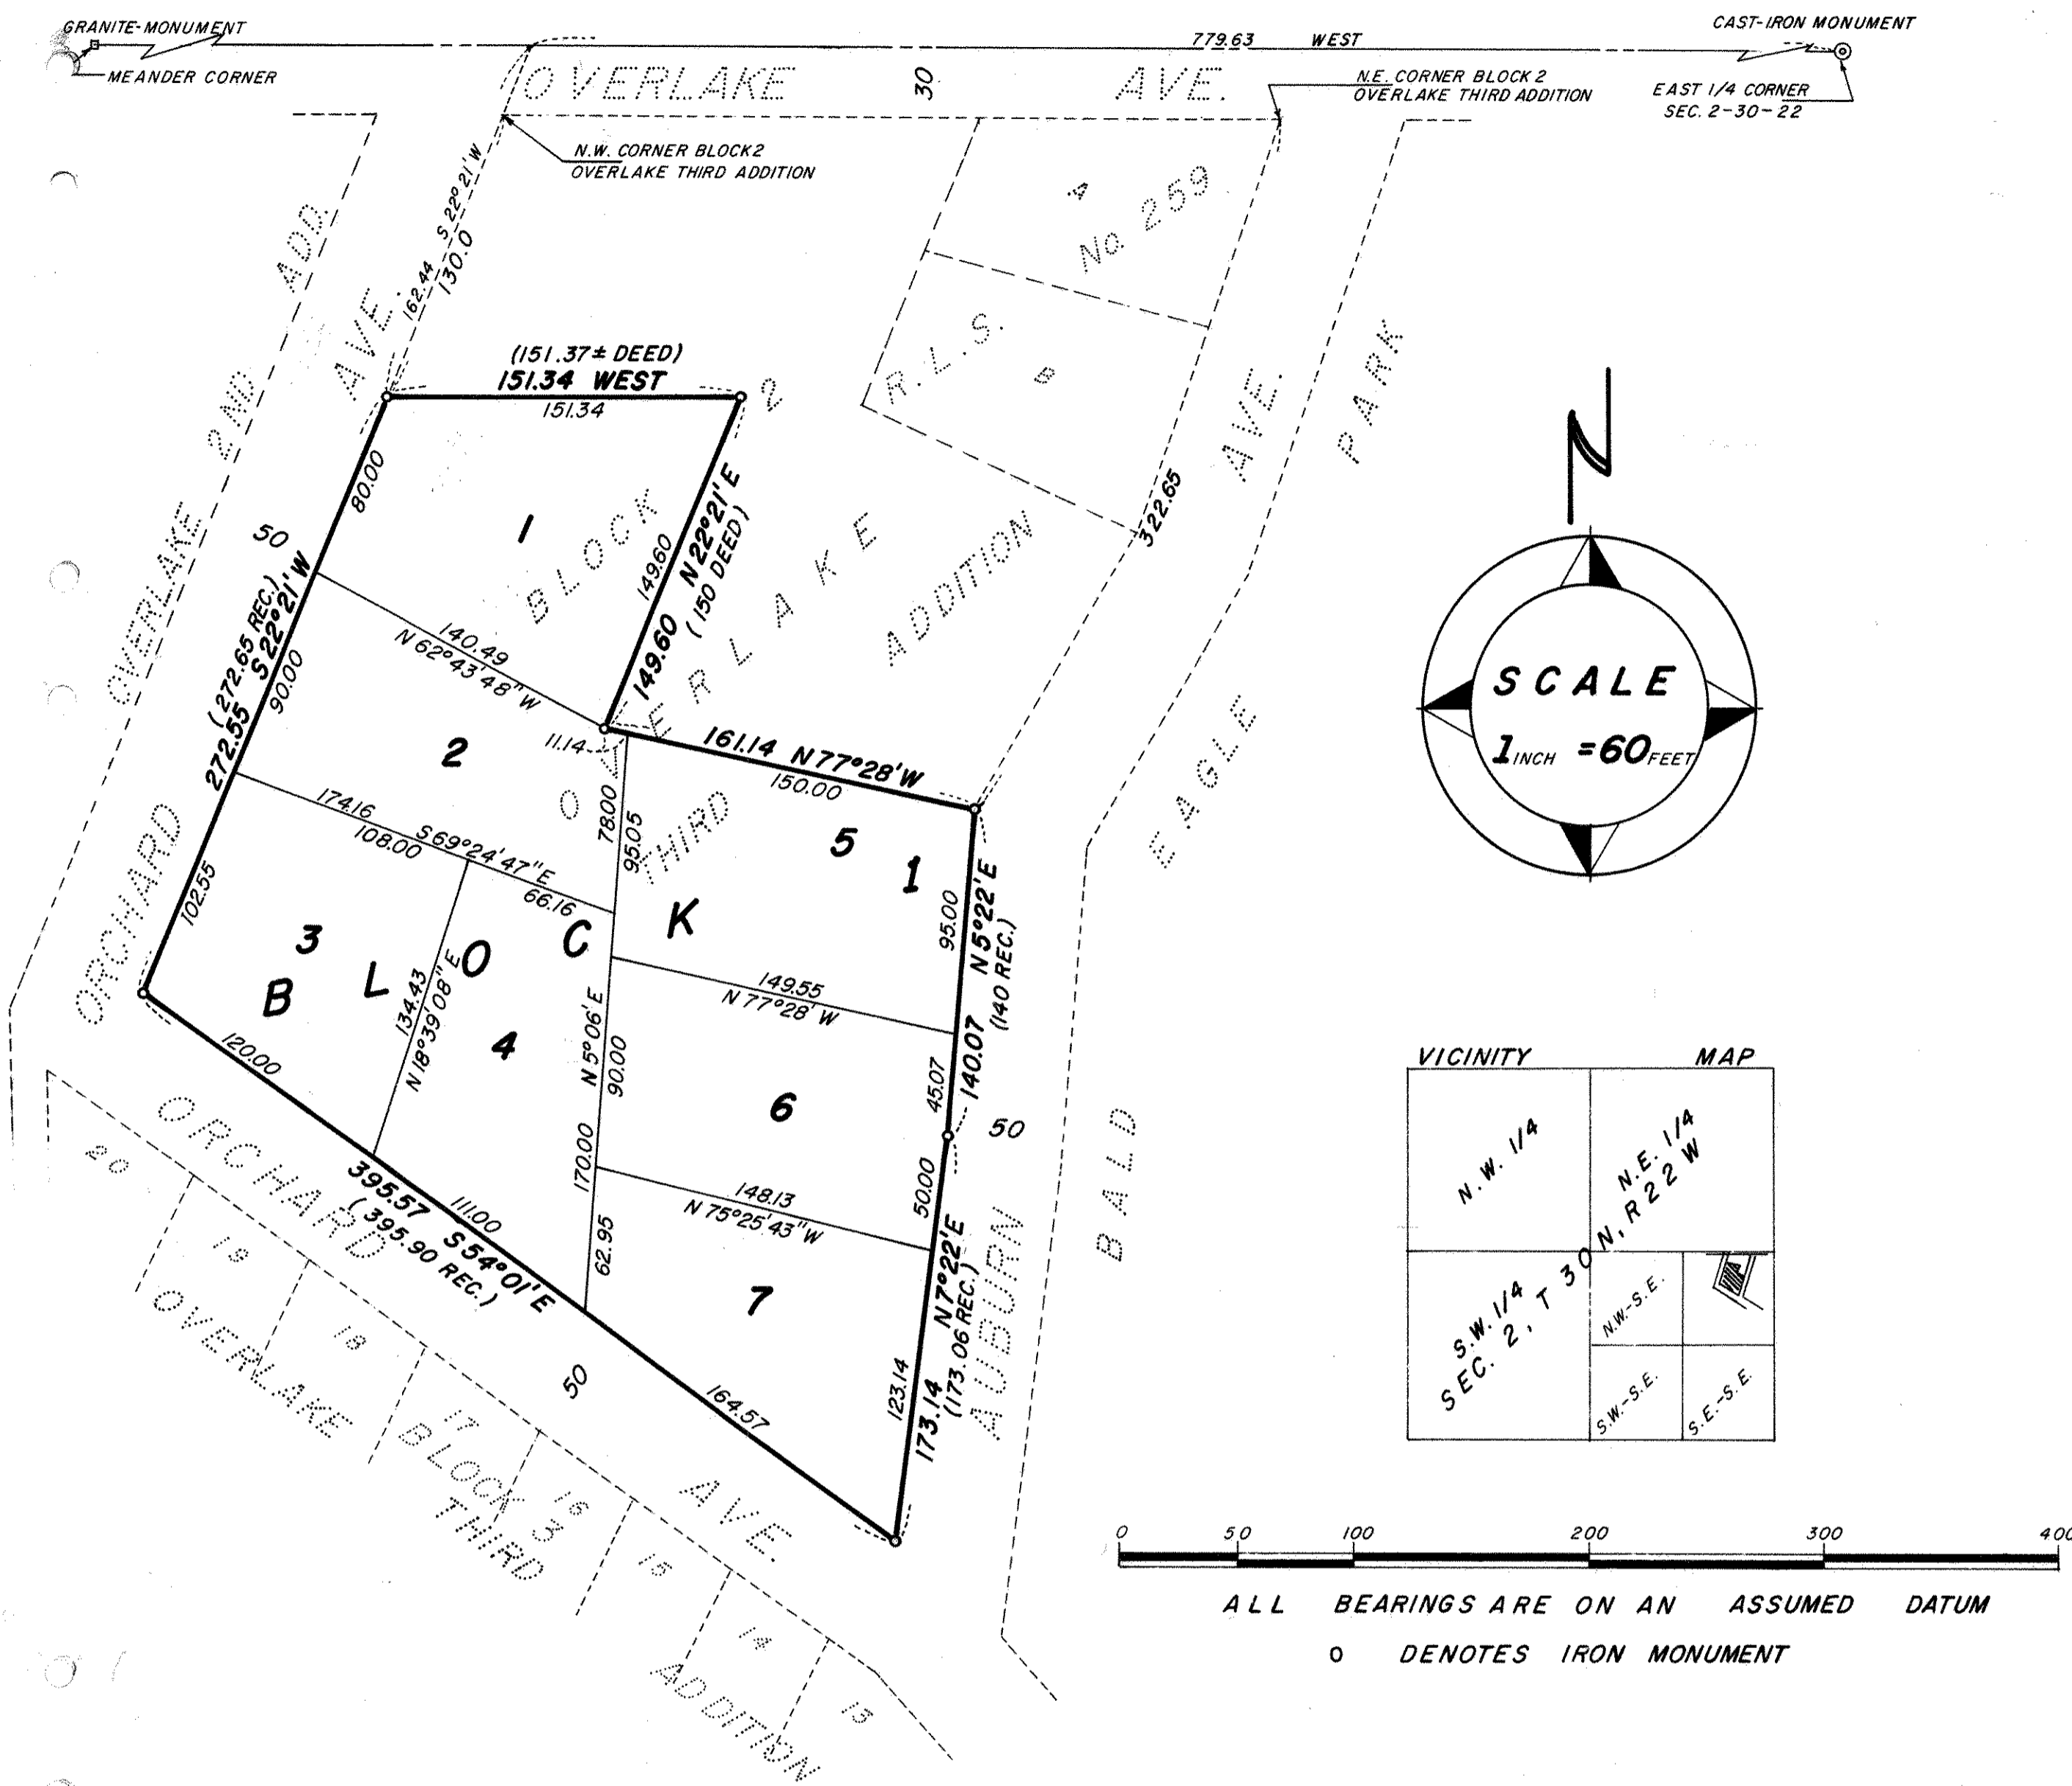 GRANITE-MONUMENT
MEANDER CORNER
779.63 WEST
CAST-IRON MONUMENT
EAST 1/4 CORNER
SEC. 2-30-22
OVERLAKE AVE.
30
N.E. CORNER BLOCK 2
OVERLAKE THIRD ADDITION
N.W. CORNER BLOCK 2
OVERLAKE THIRD ADDITION
S 22°21'W
162.44
130.0
A
No. 259
R.L.S.
B
OVERLAKE 2ND ADD.
ORCHARD AVE.
(151.37± DEED)
151.34 WEST
151.34
2
80.00
1
BLOCK
149.60
149.60 N22°21'E
(150 DEED)
OVERLAKE
THIRD ADDITION
322.65
AUBURN AVE.
BALD EAGLE PARK
N
SCALE
1 INCH = 60 FEET
50
(272.65 REC.)
272.55 S22°21'W
90.00
140.49
N 62°43'48" W
11.14
2
161.14 N77°28'W
150.00
174.16
108.00
S69°24'47"E
66.16
78.00
95.05
5
1
95.00
N5°22'E
140.07
(140 REC.)
102.55
3
BLOCK
134.43
N18°39'08"E
4
N5°06'E
90.00
170.00
62.95
149.55
N77°28'W
6
45.07
50
148.13
N 75°25'43"W
50.00
7
123.14
173.14 N7°22'E
(173.06 REC.)
120.00
111.00
395.57 S54°01'E
(395.90 REC.)
164.57
ORCHARD AVE.
50
20
19
18
17
16
15
14
13
OVERLAKE
BLOCK 3
THIRD
ADDITION
VICINITY MAP
N.W. 1/4
N.E. 1/4
S.W. 1/4
SEC. 2, T 30 N, R 22 W
N.W.-S.E.
S.W.-S.E.
S.E.-S.E.
0 50 100 200 300 400
ALL BEARINGS ARE ON AN ASSUMED DATUM
O DENOTES IRON MONUMENT